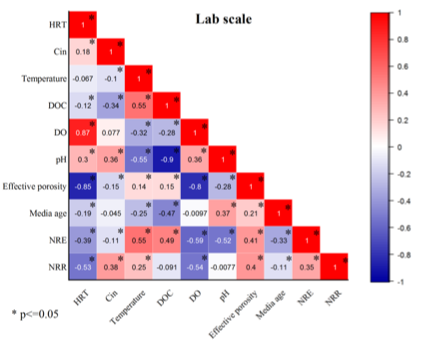 Lab scale
HRT 1*
Cin 0.18* 1*
Temperature -0.067 -0.1* 1*
DOC -0.12* -0.34* 0.55* 1*
DO 0.87* 0.077 -0.32* -0.28* 1*
pH 0.3* 0.36* -0.55* -0.9* 0.36* 1*
Effective porosity -0.85* -0.15* 0.14* 0.15* -0.8* -0.28* 1*
Media age -0.19* -0.045 -0.25* -0.47* -0.0097 0.37* 0.21* 1*
NRE -0.39* -0.11* 0.55* 0.49* -0.59* -0.52* 0.41* -0.33* 1*
NRR -0.53* 0.38* 0.25* -0.091 -0.54* -0.0077 0.4* -0.11* 0.35* 1*
HRT Cin Temperature DOC DO pH Effective porosity Media age NRE NRR
* p<=0.05
1
0.8
0.6
0.4
0.2
0
-0.2
-0.4
-0.6
-0.8
-1